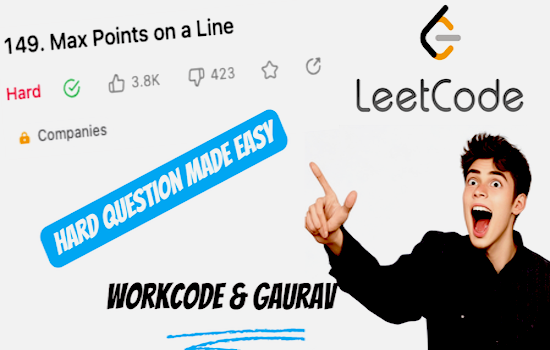 149. Max Points on a Line
Hard 3.8K 423
Companies
LeetCode
HARD QUESTION MADE EASY
WORKCODE & GAURAV